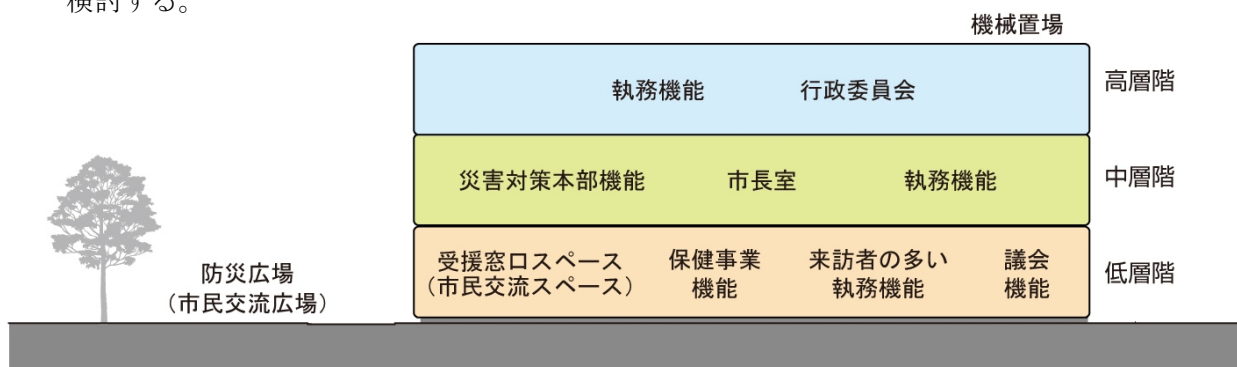 検討する。
機械置場
執務機能 行政委員会
高層階
災害対策本部機能 市長室 執務機能
中層階
受援窓口スペース
(市民交流スペース)
保健事業
機能
来訪者の多い
執務機能
議会
機能
低層階
防災広場
(市民交流広場)